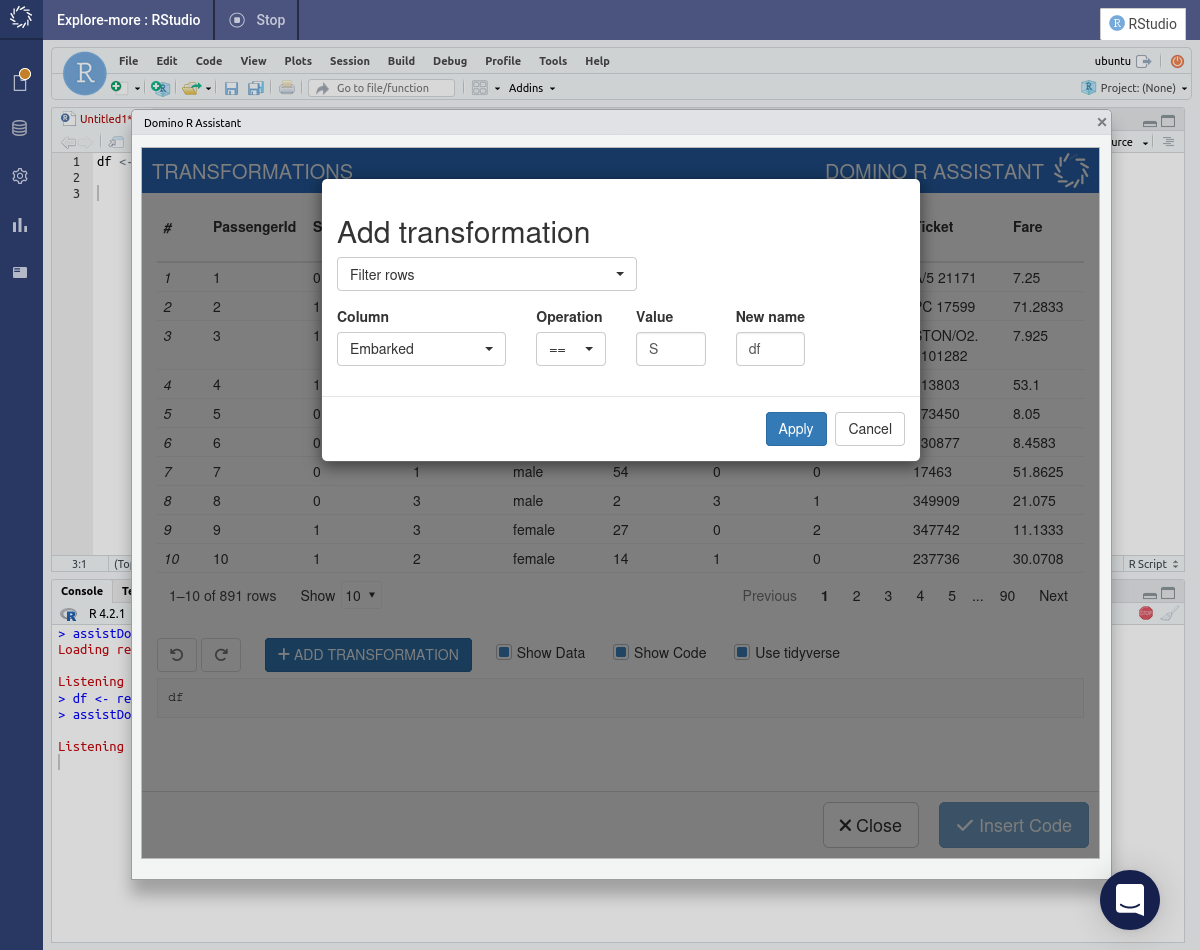 Explore-more : RStudio
Stop
R RStudio
R
File Edit Code View Plots Session Build Debug Profile Tools Help
ubuntu
Go to file/function
Addins
Project: (None)
Untitled1*
Domino R Assistant
1 df <-
2
3
TRANSFORMATIONS
DOMINO R ASSISTANT
# PassengerId S Ticket Fare
Add transformation
Filter rows
Column Operation Value New name
Embarked == S df
Apply Cancel
1 1 0 A/5 21171 7.25
2 2 1 PC 17599 71.2833
3 3 1 STON/O2. 7.925
101282
4 4 1 113803 53.1
5 5 0 373450 8.05
6 6 0 330877 8.4583
7 7 0 1 male 54 0 0 17463 51.8625
8 8 0 3 male 2 3 1 349909 21.075
9 9 1 3 female 27 0 2 347742 11.1333
10 10 1 2 female 14 1 0 237736 30.0708
1–10 of 891 rows Show 10
Previous 1 2 3 4 5 ... 90 Next
+ ADD TRANSFORMATION
Show Data Show Code Use tidyverse
df
Close
Insert Code
3:1
(To
R Script
Console Te
R 4.2.1
> assistDo
Loading re
Listening
> df <- re
> assistDo
Listening